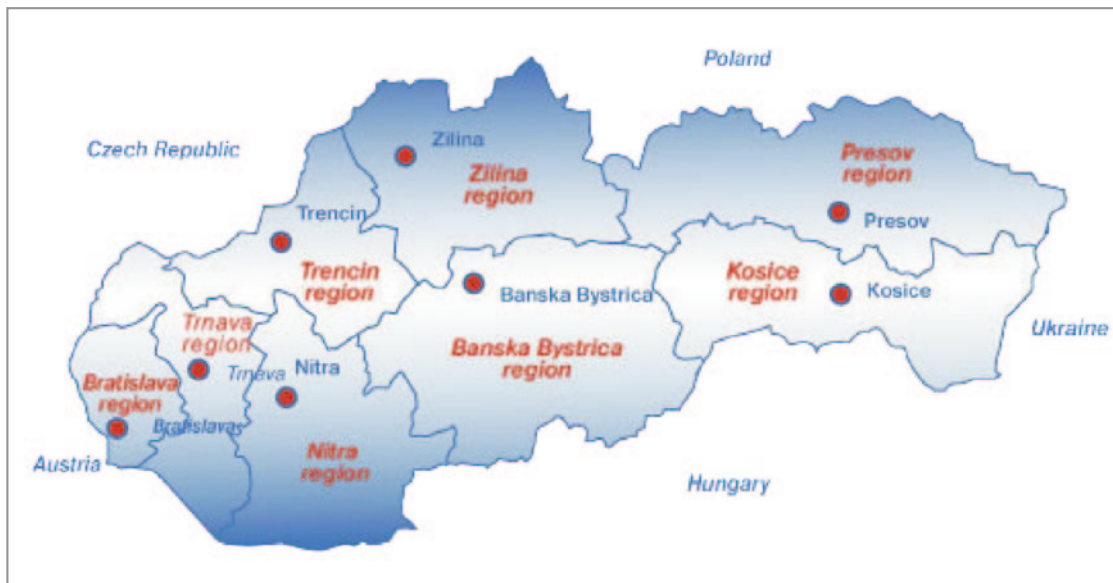 Poland
Czech Republic
Zilina
Zilina
region
Presov
region
Presov
Trencin
Trencin
region
Kosice
region
Kosice
Banska Bystrica
Banska Bystrica
region
Ukraine
Trnava
region
Trnava
Nitra
Bratislava
region
Bratislava
Nitra
region
Austria
Hungary